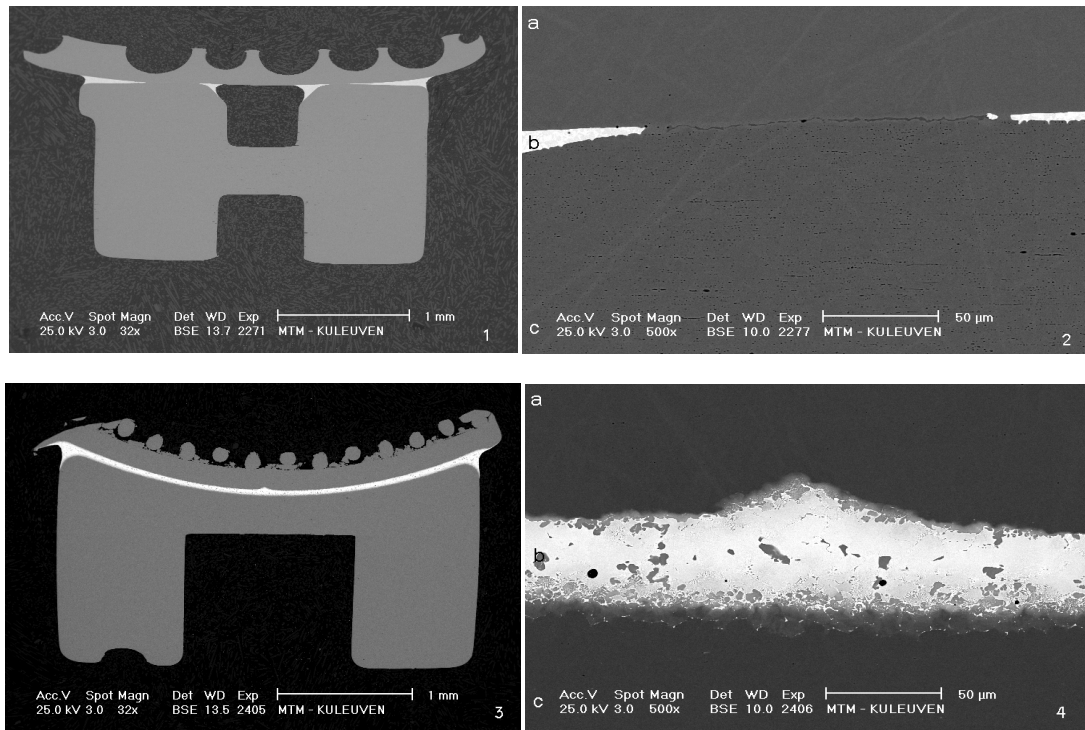 Acc.V Spot Magn Det WD Exp 1 mm
25.0 kV 3.0 32x BSE 13.7 2271 MTM - KULEUVEN
1
a
b
c
Acc.V Spot Magn Det WD Exp 50 µm
25.0 kV 3.0 500x BSE 10.0 2277 MTM - KULEUVEN
2
Acc.V Spot Magn Det WD Exp 1 mm
25.0 kV 3.0 32x BSE 13.5 2405 MTM - KULEUVEN
3
a
b
c
Acc.V Spot Magn Det WD Exp 50 µm
25.0 kV 3.0 500x BSE 10.0 2406 MTM - KULEUVEN
4